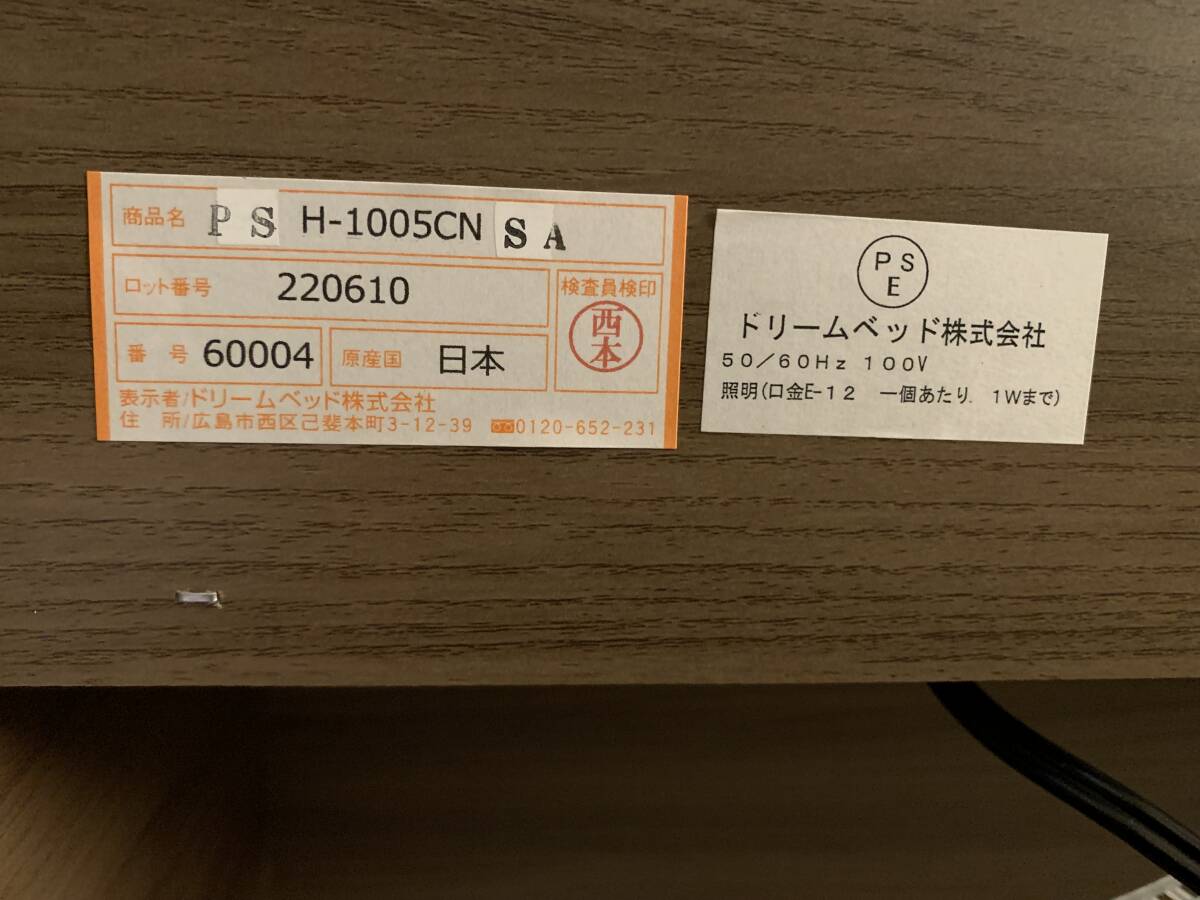 商品名 PS H-1005CN SA
ロット番号 220610
検査員検印
西本
番号 60004 原産国 日本
表示者/ドリームベッド株式会社
住 所/広島市西区己斐本町3-12-39 0120-652-231
PS
E
ドリームベッド株式会社
50/60Hz 100V
照明(口金E-12 一個あたり. 1Wまで)